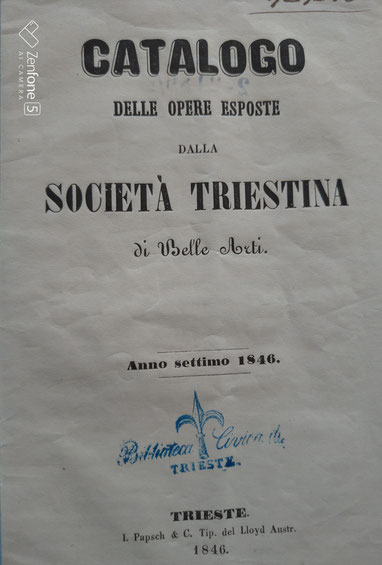 CATALOGO
DELLE OPERE ESPOSTE
DALLA
SOCIETÀ TRIESTINA
di Belle Arti.
Anno settimo 1846.
Biblioteca Civica di
TRIESTE.
TRIESTE.
I. Papsch & C. Tip. del Lloyd Austr.
1846.
Zenfone 5
AI CAMERA